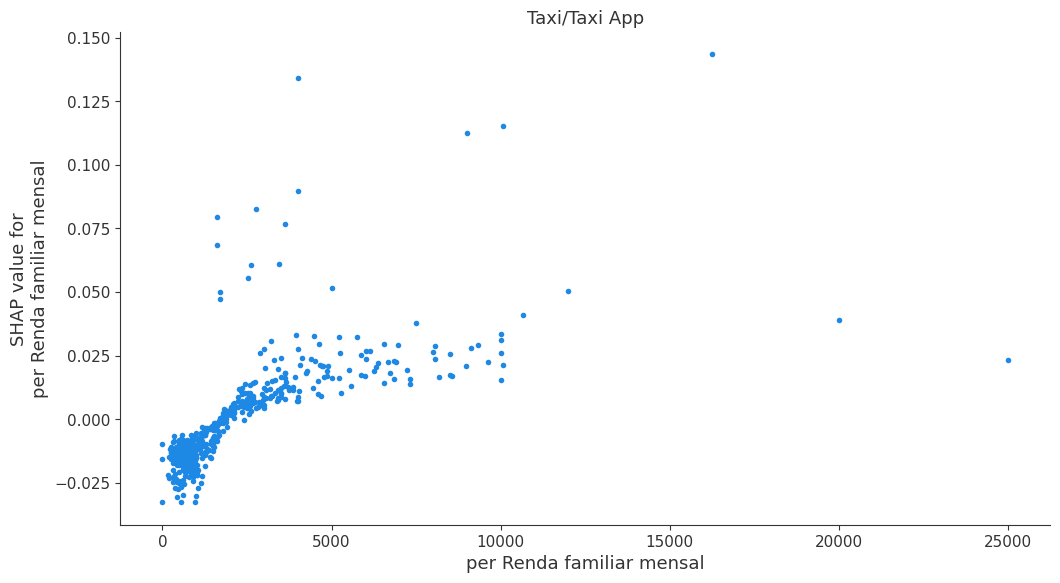 Taxi/Taxi App
0.150
0.125
0.100
0.075
0.050
0.025
0.000
−0.025
SHAP value for
per Renda familiar mensal
0 5000 10000 15000 20000 25000
per Renda familiar mensal